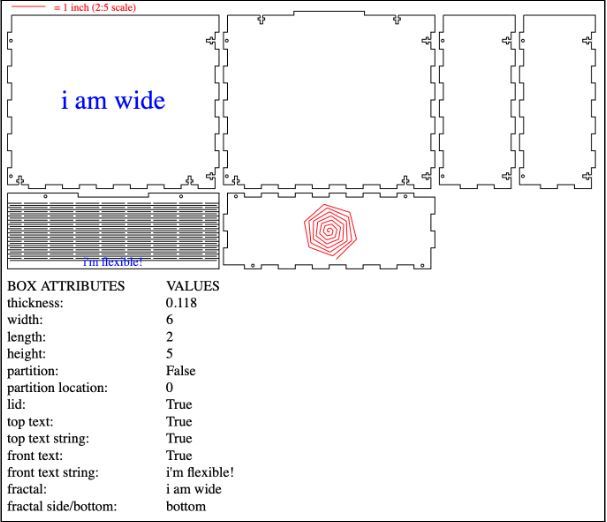 = 1 inch (2:5 scale)
i am wide
i'm flexible!
BOX ATTRIBUTES VALUES
thickness: 0.118
width: 6
length: 2
height: 5
partition: False
partition location: 0
lid: True
top text: True
top text string: True
front text: True
front text string: i'm flexible!
fractal: i am wide
fractal side/bottom: bottom